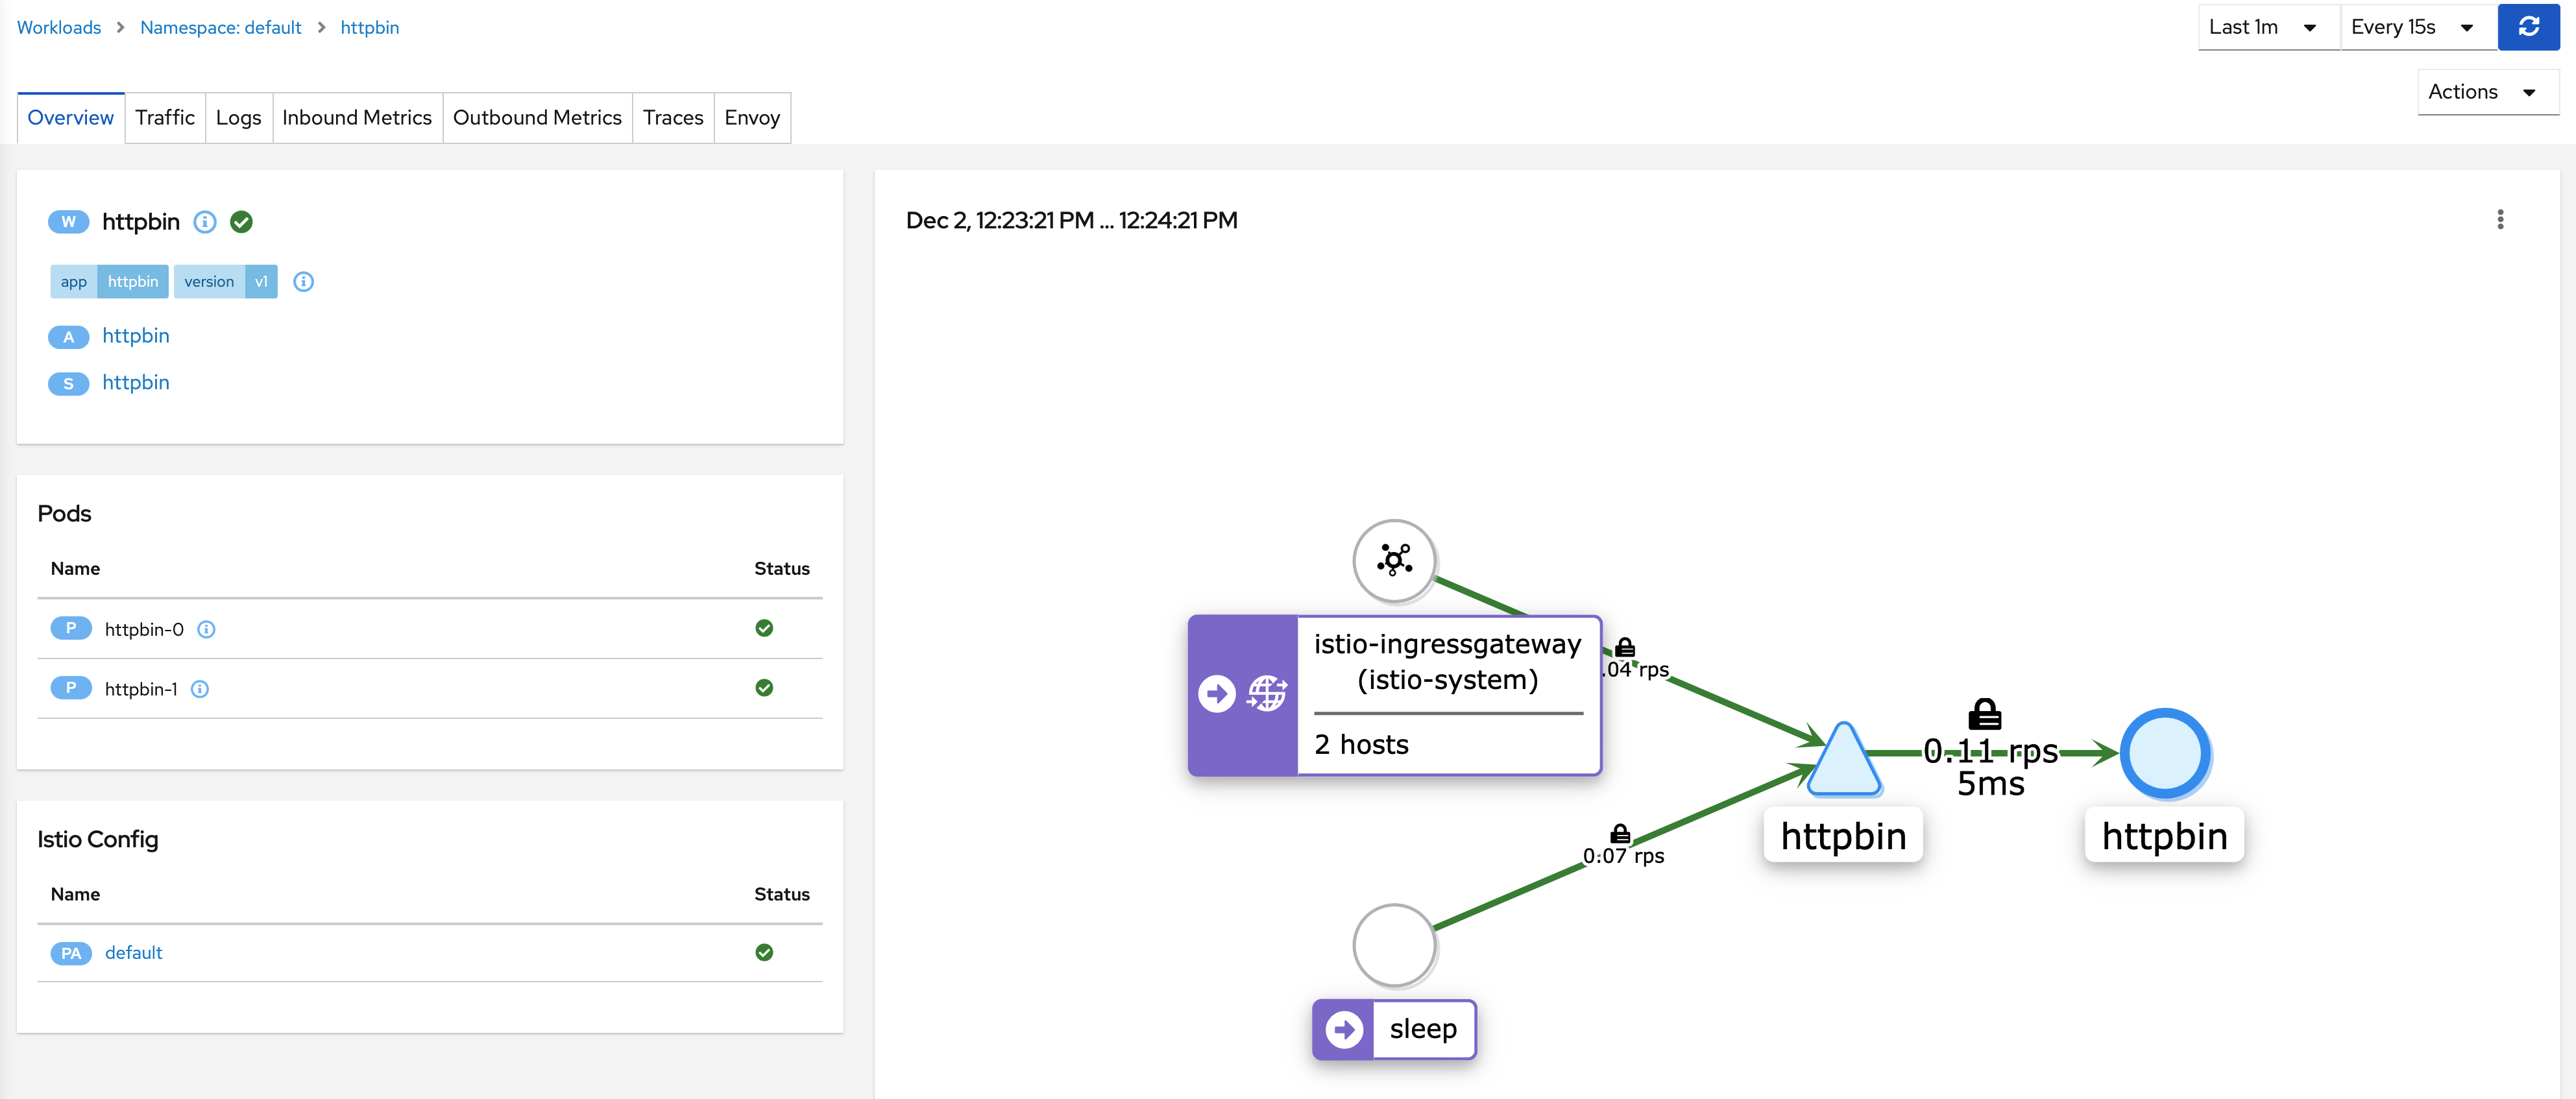 Workloads > Namespace: default > httpbin
Last 1m
Every 15s
Actions
Overview
Traffic
Logs
Inbound Metrics
Outbound Metrics
Traces
Envoy
W httpbin
app httpbin version v1
A httpbin
S httpbin
Pods
Name Status
P httpbin-0
P httpbin-1
Istio Config
Name Status
PA default
Dec 2, 12:23:21 PM ... 12:24:21 PM
istio-ingressgateway
(istio-system)
2 hosts
.04 rps
0.11 rps
5ms
httpbin
httpbin
0.07 rps
sleep